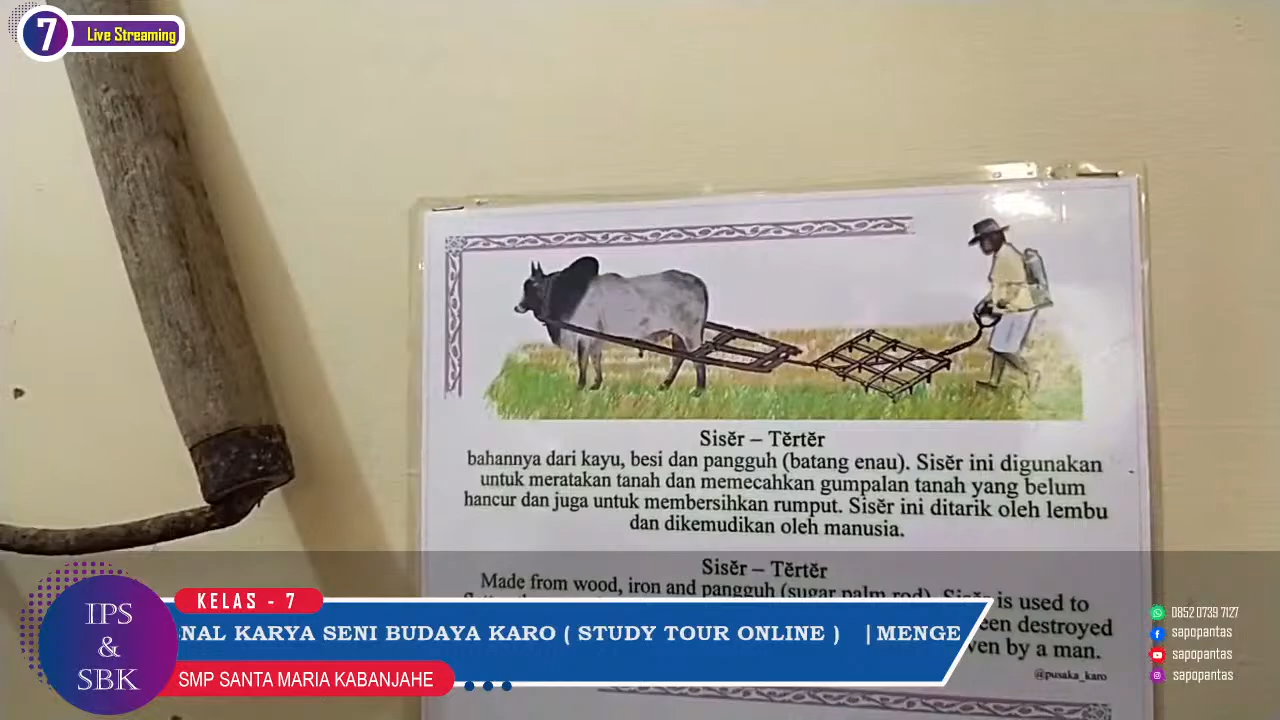 7
Live Streaming
Sisĕr – Tĕrtĕr
bahannya dari kayu, besi dan pangguh (batang enau). Sisĕr ini digunakan
untuk meratakan tanah dan memecahkan gumpalan tanah yang belum
hancur dan juga untuk membersihkan rumput. Sisĕr ini ditarik oleh lembu
dan dikemudikan oleh manusia.
Sisĕr – Tĕrtĕr
Made from wood, iron and pangguh (sugar palm rod). Sisĕr is used to
een destroyed
ven by a man.
@pusaka_karo
KELAS - 7
IPS
&
SBK
NAL KARYA SENI BUDAYA KARO ( STUDY TOUR ONLINE ) | MENGE
SMP SANTA MARIA KABANJAHE
0852 0739 7127
sapopantas
sapopantas
sapopantas